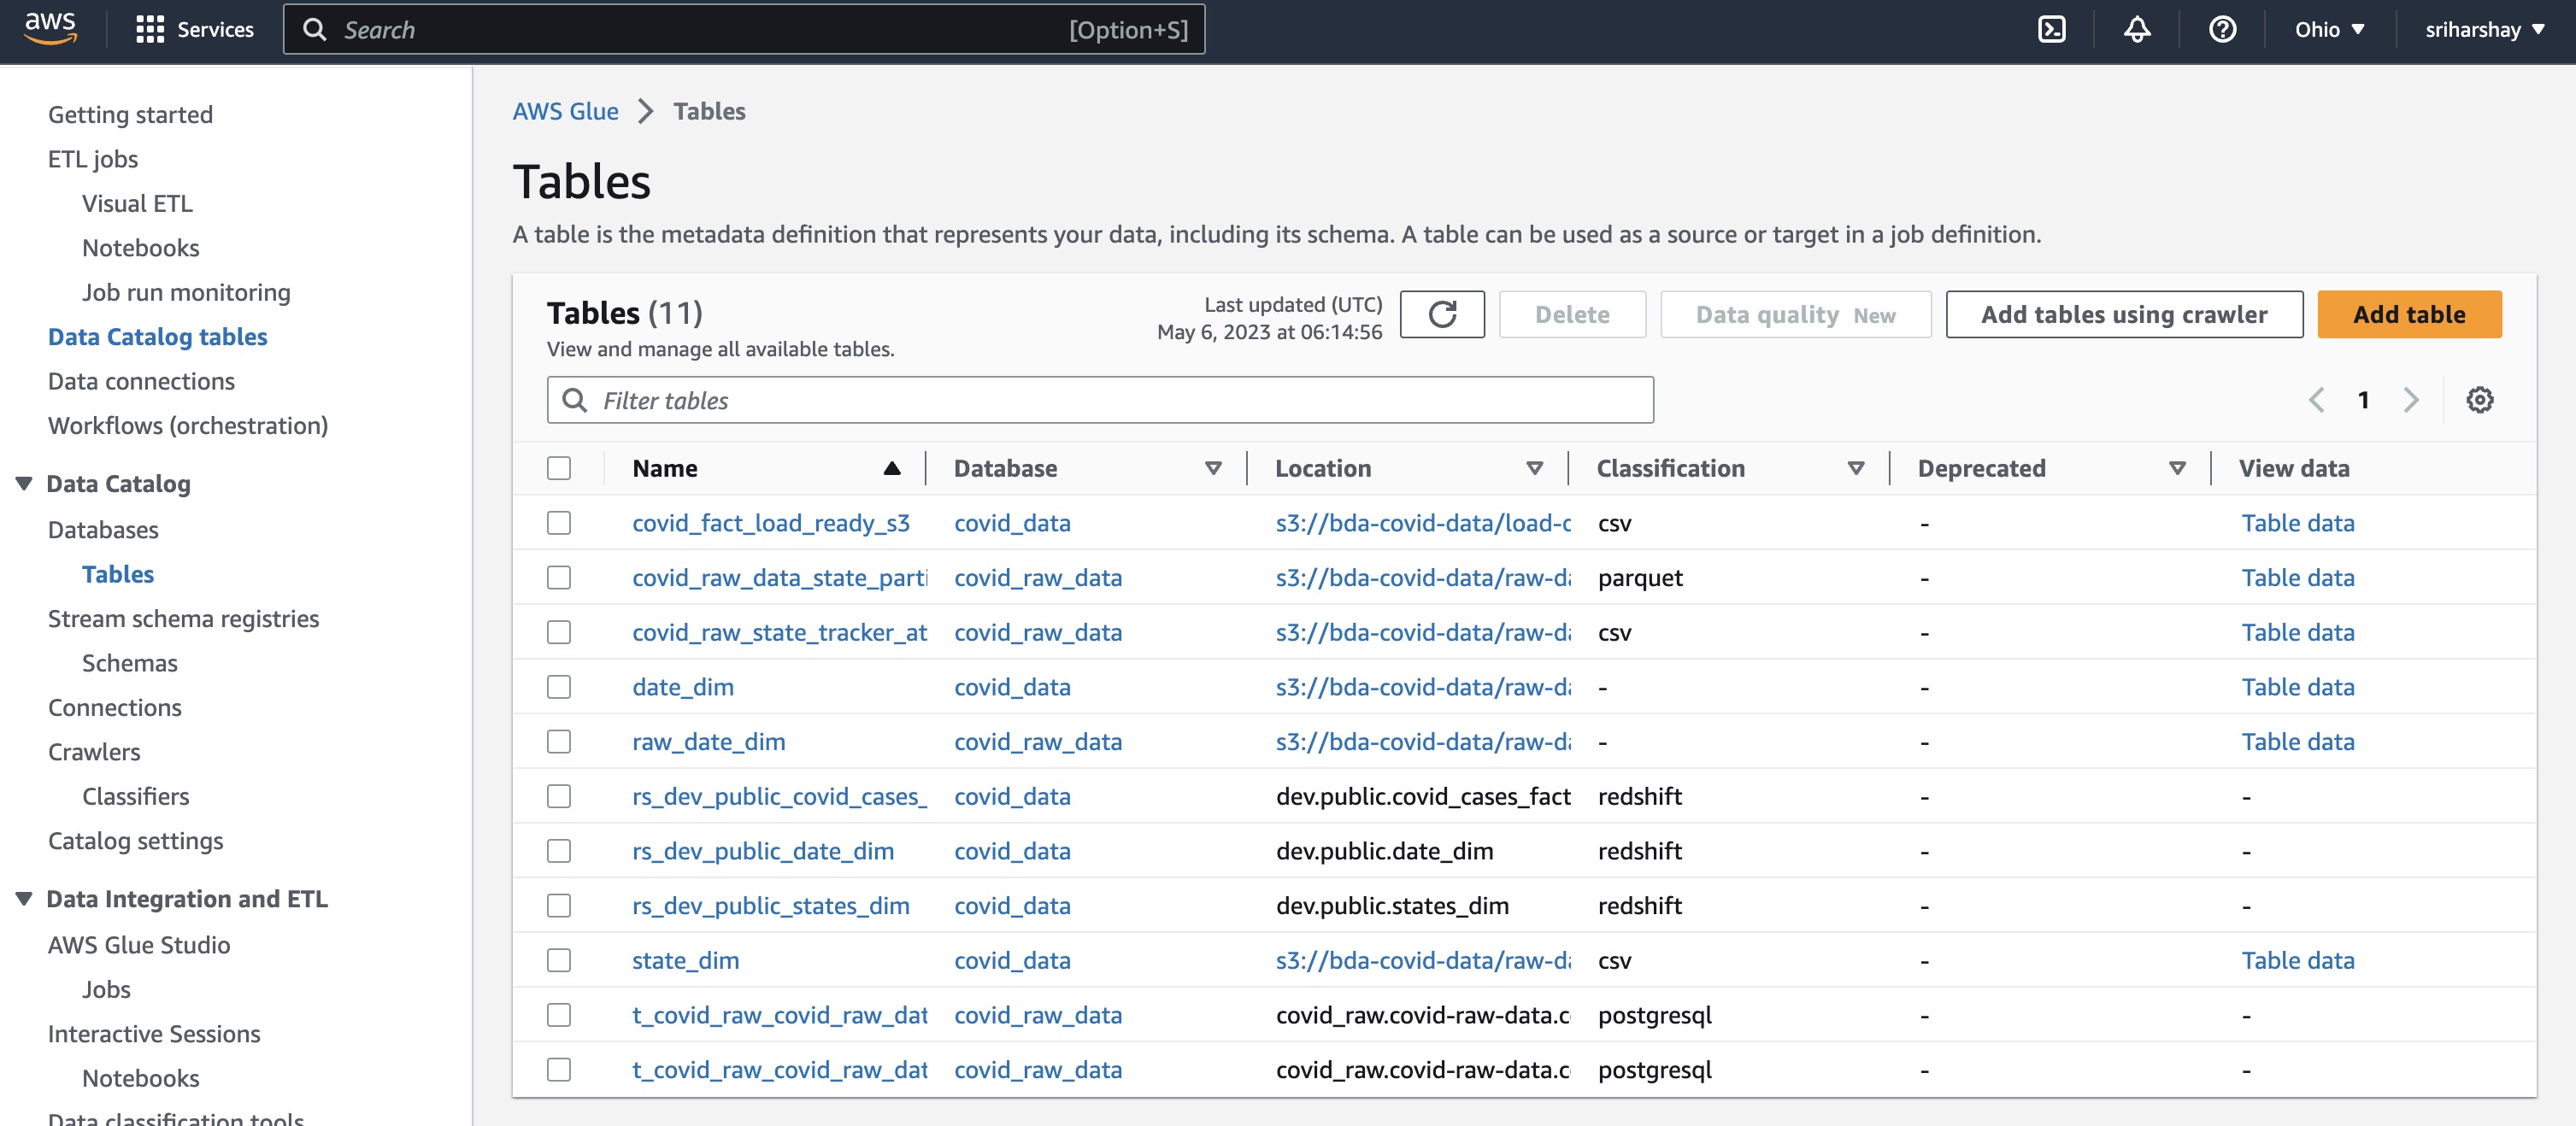 aws Services Search [Option+S] Ohio sriharshay
Getting started
ETL jobs
Visual ETL
Notebooks
Job run monitoring
Data Catalog tables
Data connections
Workflows (orchestration)
Data Catalog
Databases
Tables
Stream schema registries
Schemas
Connections
Crawlers
Classifiers
Catalog settings
Data Integration and ETL
AWS Glue Studio
Jobs
Interactive Sessions
Notebooks
Data classification tools
AWS Glue Tables
Tables
A table is the metadata definition that represents your data, including its schema. A table can be used as a source or target in a job definition.
Tables (11)
View and manage all available tables.
Last updated (UTC)
May 6, 2023 at 06:14:56
Delete Data quality New Add tables using crawler Add table
Filter tables
1
Name Database Location Classification Deprecated View data
covid_fact_load_ready_s3 covid_data s3://bda-covid-data/load-c csv - Table data
covid_raw_data_state_parti covid_raw_data s3://bda-covid-data/raw-da parquet - Table data
covid_raw_state_tracker_at covid_raw_data s3://bda-covid-data/raw-da csv - Table data
date_dim covid_data s3://bda-covid-data/raw-da - - Table data
raw_date_dim covid_raw_data s3://bda-covid-data/raw-da - - Table data
rs_dev_public_covid_cases_ covid_data dev.public.covid_cases_fact redshift - -
rs_dev_public_date_dim covid_data dev.public.date_dim redshift - -
rs_dev_public_states_dim covid_data dev.public.states_dim redshift - -
state_dim covid_data s3://bda-covid-data/raw-da csv - Table data
t_covid_raw_covid_raw_dat covid_raw_data covid_raw.covid-raw-data.c postgresql - -
t_covid_raw_covid_raw_dat covid_raw_data covid_raw.covid-raw-data.c postgresql - -